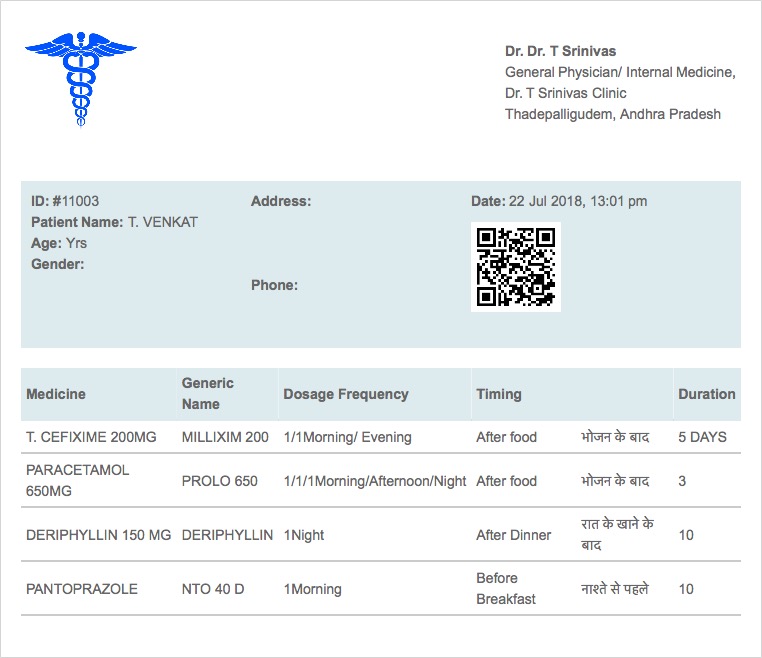 Dr. Dr. T Srinivas
General Physician/ Internal Medicine,
Dr. T Srinivas Clinic
Thadepalligudem, Andhra Pradesh
ID: #11003
Patient Name: T. VENKAT
Age: Yrs
Gender:
Address:
Phone:
Date: 22 Jul 2018, 13:01 pm
Medicine Generic Name Dosage Frequency Timing Duration
T. CEFIXIME 200MG MILLIXIM 200 1/1Morning/ Evening After food भोजन के बाद 5 DAYS
PARACETAMOL 650MG PROLO 650 1/1/1Morning/Afternoon/Night After food भोजन के बाद 3
DERIPHYLLIN 150 MG DERIPHYLLIN 1Night After Dinner रात के खाने के बाद 10
PANTOPRAZOLE NTO 40 D 1Morning Before Breakfast नाश्ते से पहले 10